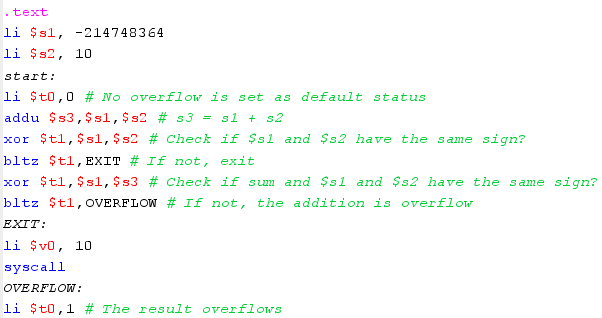 .text
li $s1, -214748364
li $s2, 10
start:
li $t0,0 # No overflow is set as default status
addu $s3,$s1,$s2 # s3 = s1 + s2
xor $t1,$s1,$s2 # Check if $s1 and $s2 have the same sign?
bltz $t1,EXIT # If not, exit
xor $t1,$s1,$s3 # Check if sum and $s1 and $s2 have the same sign?
bltz $t1,OVERFLOW # If not, the addition is overflow
EXIT:
li $v0, 10
syscall
OVERFLOW:
li $t0,1 # The result overflows